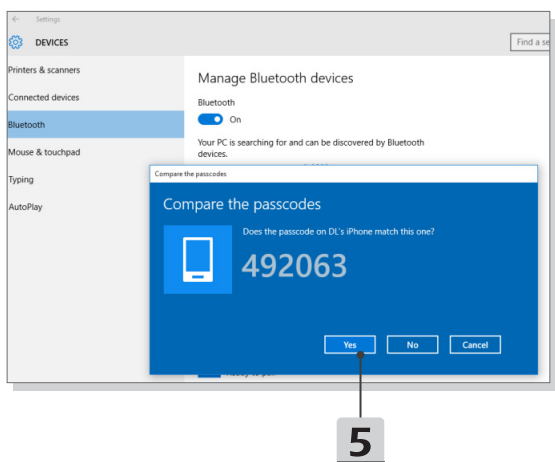 ← Settings
DEVICES
Find a se
Printers & scanners
Connected devices
Bluetooth
Mouse & touchpad
Typing
AutoPlay
Manage Bluetooth devices
Bluetooth
On
Your PC is searching for and can be discovered by Bluetooth
devices.
Compare the passcodes
Compare the passcodes
Does the passcode on DL's iPhone match this one?
492063
Yes No Cancel
5